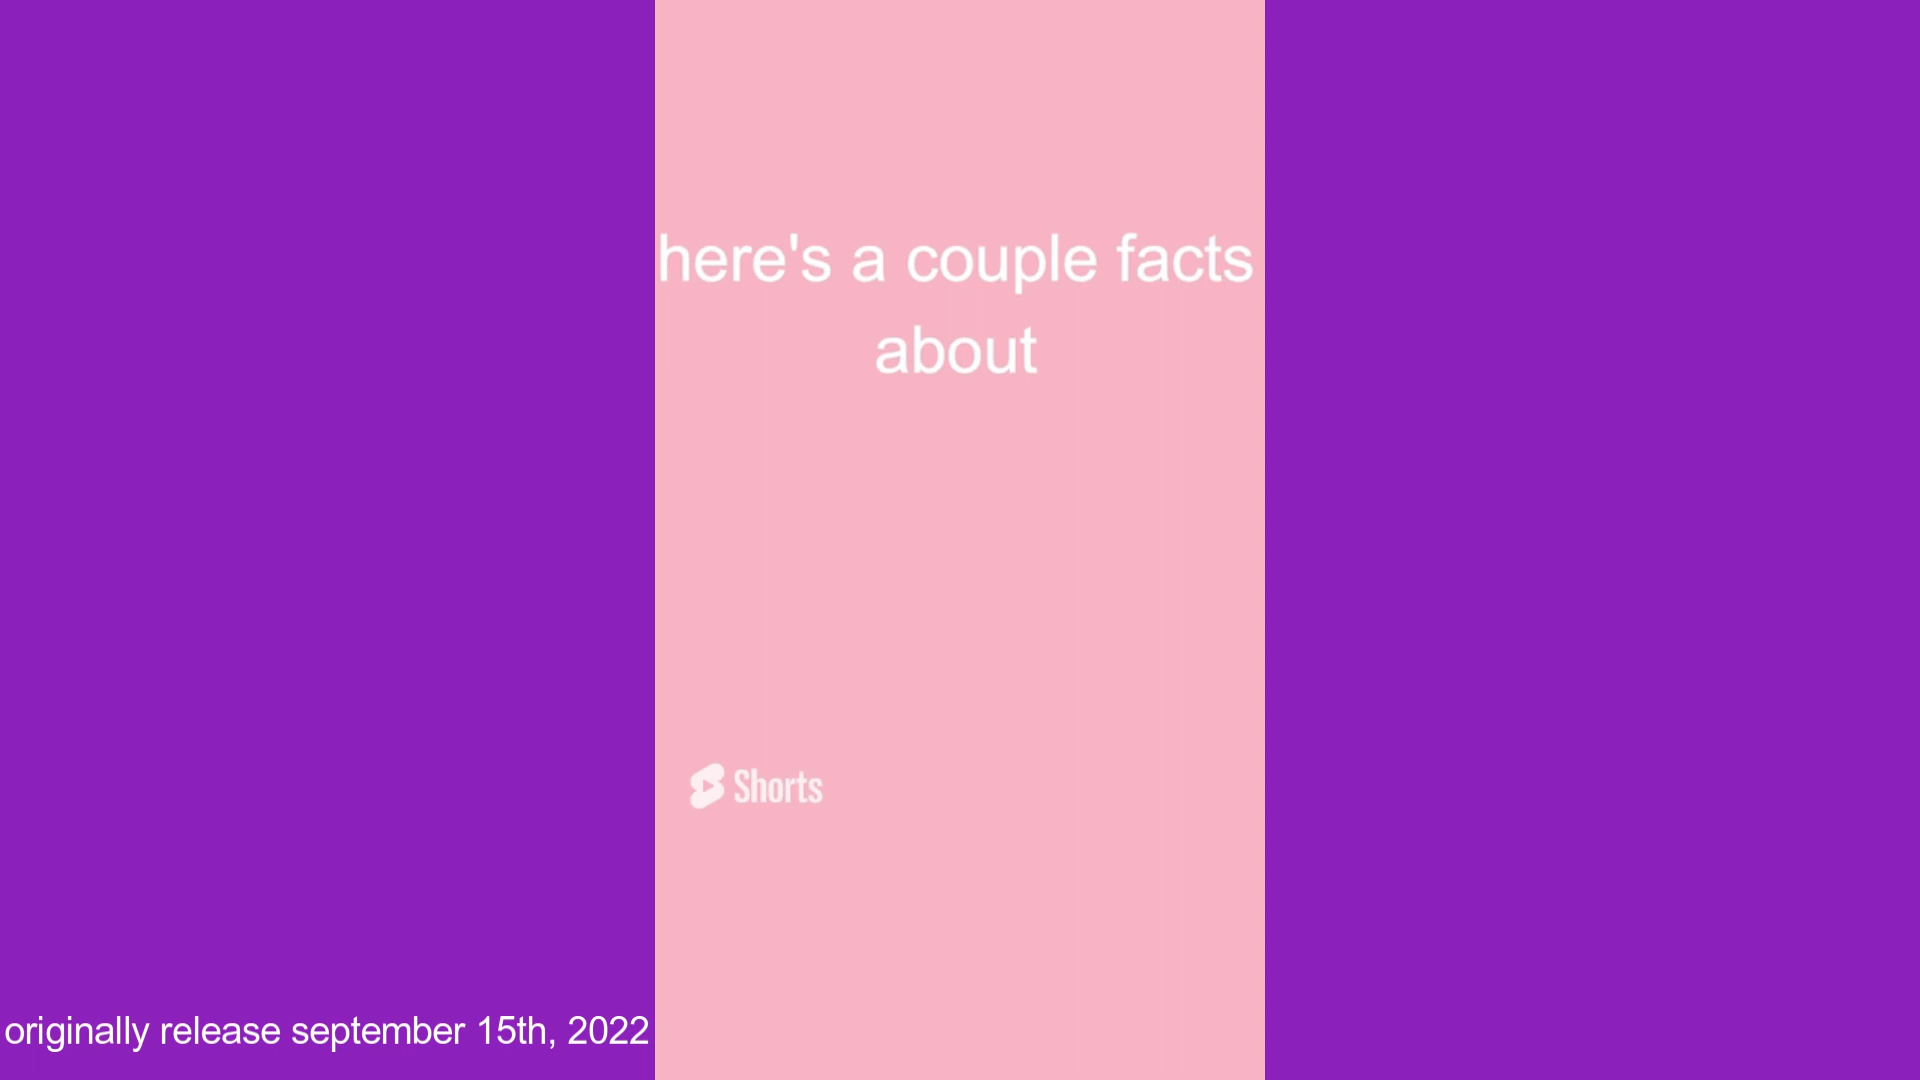 here's a couple facts
about
Shorts
originally release september 15th, 2022